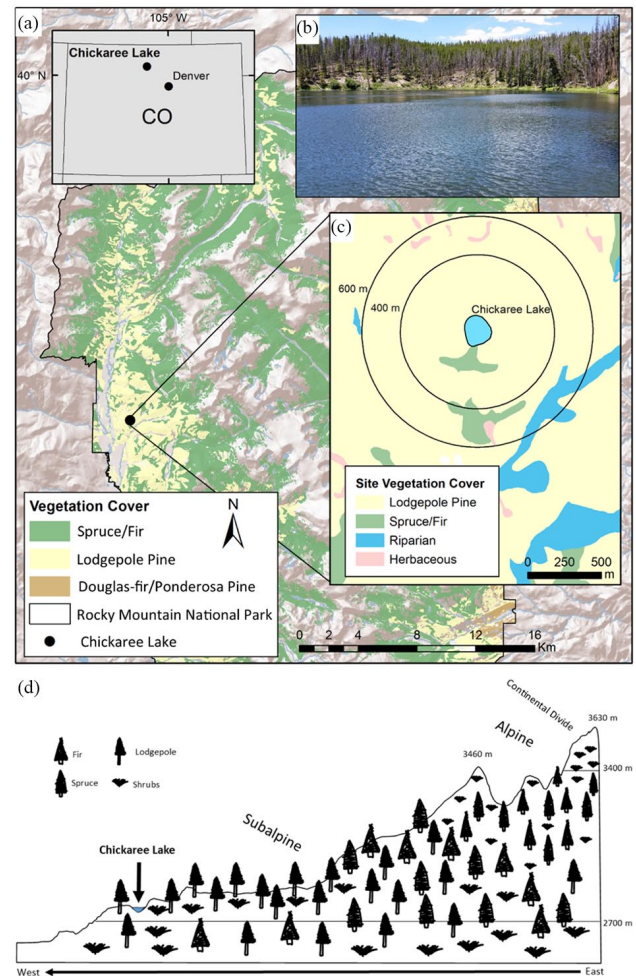 (a)
105° W
Chickaree Lake
40° N
Denver
CO
(b)
(c)
600 m
400 m
Chickaree Lake
Site Vegetation Cover
Lodgepole Pine
Spruce/Fir
Riparian
Herbaceous
0 250 500
m
Vegetation Cover
N
Spruce/Fir
Lodgepole Pine
Douglas-fir/Ponderosa Pine
Rocky Mountain National Park
Chickaree Lake
0 2 4 8 12 16
Km
(d)
Continental Divide
3630 m
Alpine
Fir
Lodgepole
3460 m
3400 m
Spruce
Shrubs
Subalpine
Chickaree Lake
2700 m
West
East